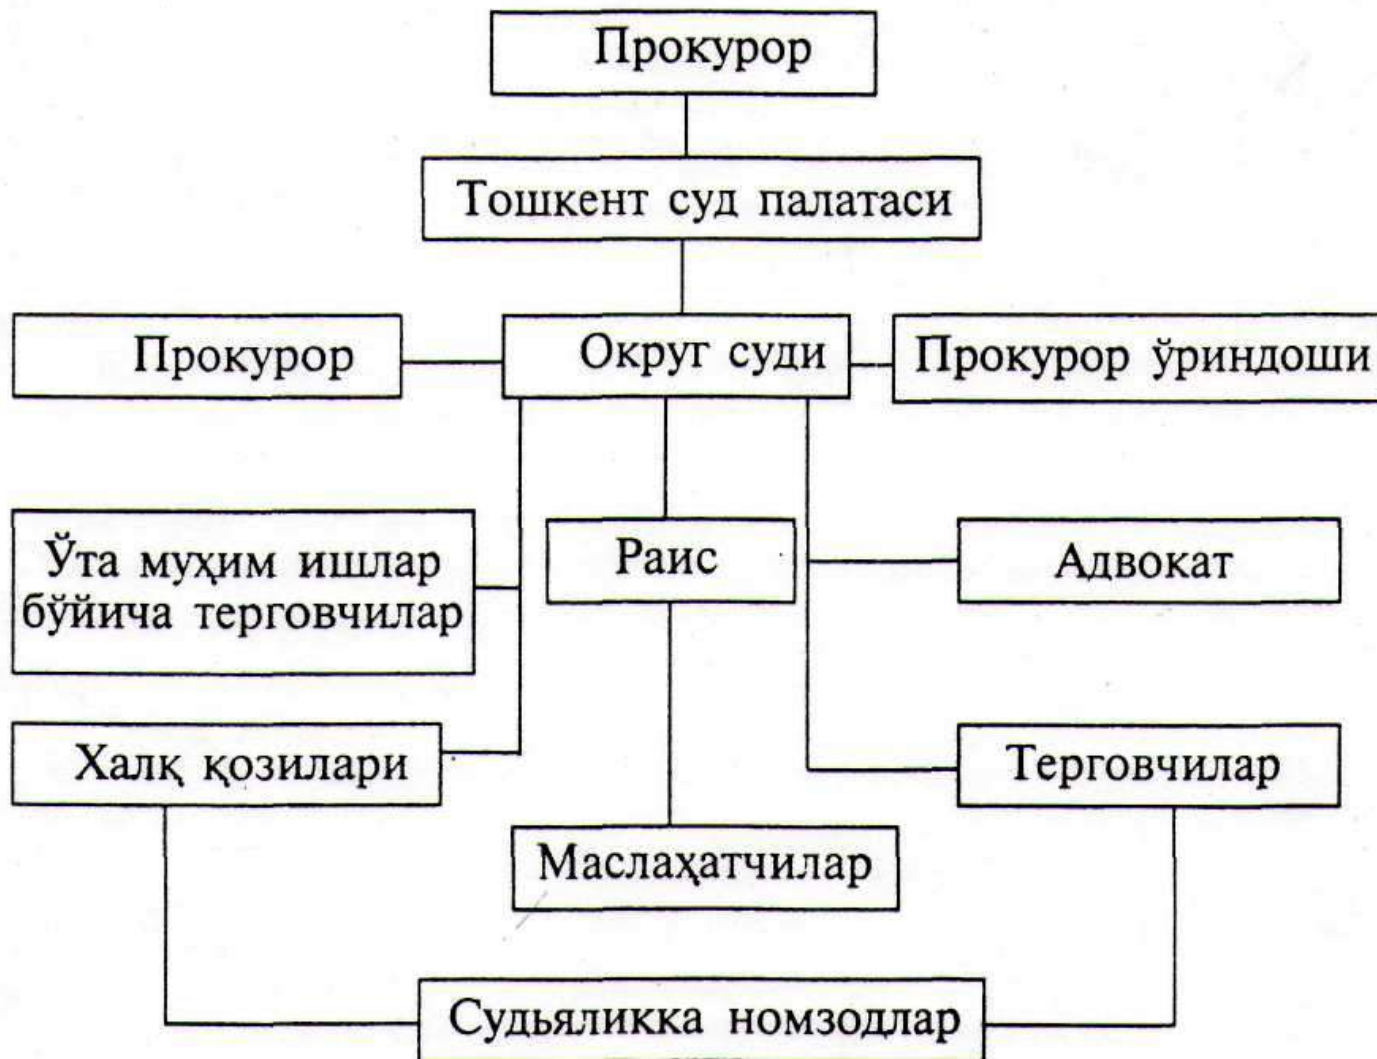 Прокурор
Тошкент суд палатаси
Прокурор
Округ суди
Прокурор ўриндоши
Ўта муҳим ишлар
бўйича терговчилар
Раис
Адвокат
Халқ қозилари
Терговчилар
Маслаҳатчилар
Судьяликка номзодлар